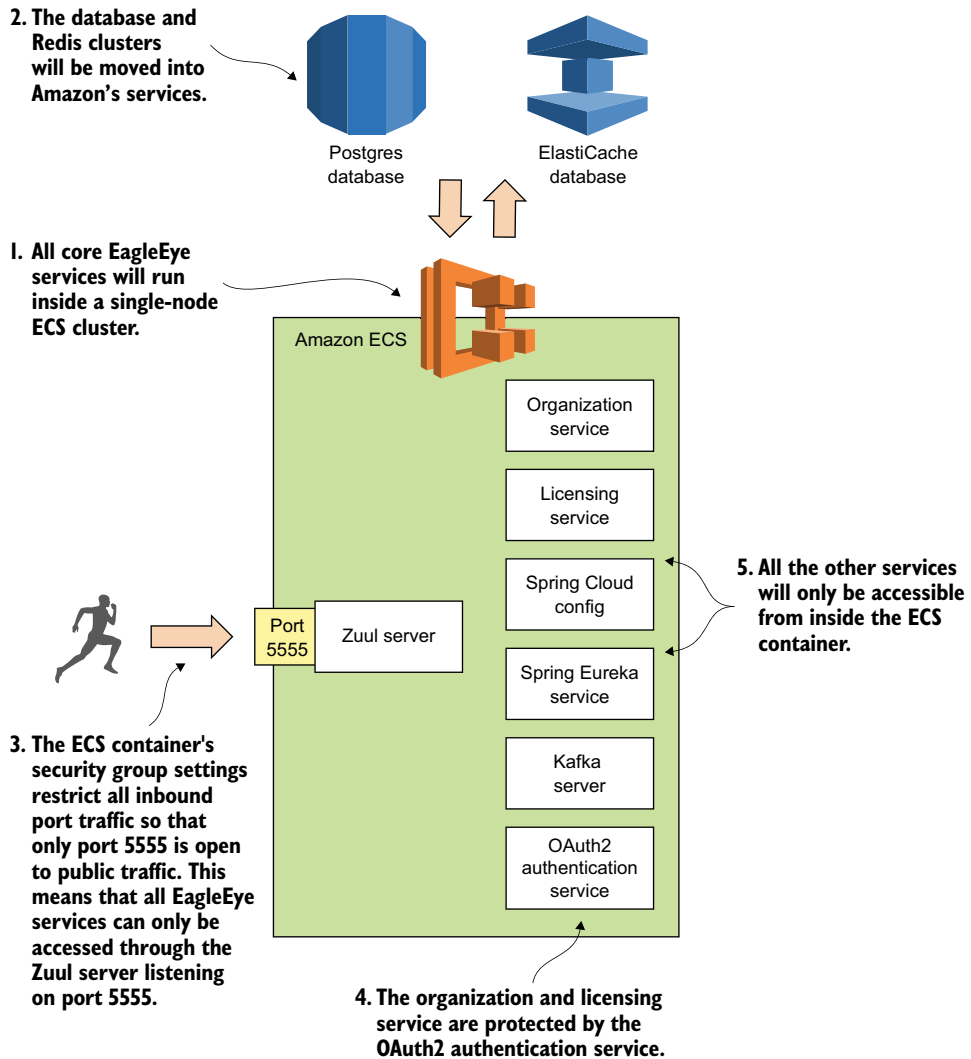 2. The database and
Redis clusters
will be moved into
Amazon's services.
Postgres
database
ElastiCache
database
1. All core EagleEye
services will run
inside a single-node
ECS cluster.
Amazon ECS
Organization
service
Licensing
service
Spring Cloud
config
5. All the other services
will only be accessible
from inside the ECS
container.
Port
5555
Zuul server
Spring Eureka
service
3. The ECS container's
security group settings
restrict all inbound
port traffic so that
only port 5555 is open
to public traffic. This
means that all EagleEye
services can only be
accessed through the
Zuul server listening
on port 5555.
Kafka
server
OAuth2
authentication
service
4. The organization and licensing
service are protected by the
OAuth2 authentication service.